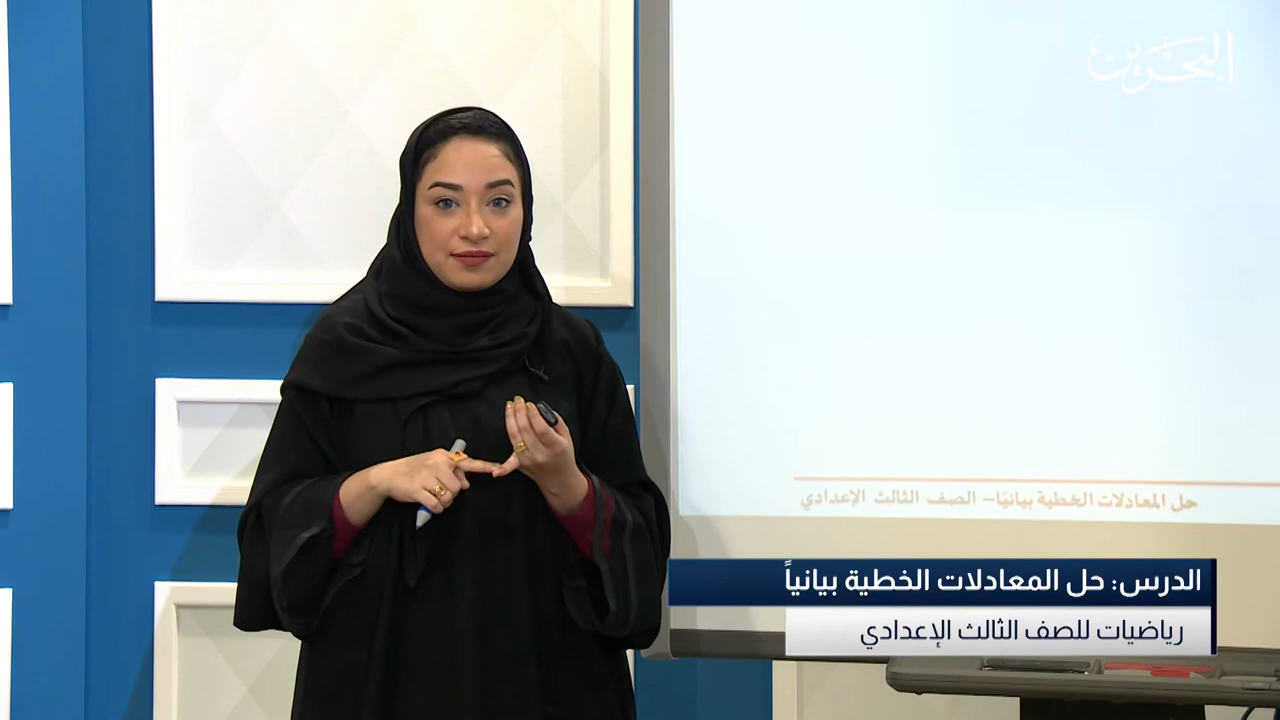 البحرين
حل المعادلات الخطية بيانيًا – الصف الثالث الإعدادي
الدرس: حل المعادلات الخطية بيانياً
رياضيات للصف الثالث الإعدادي